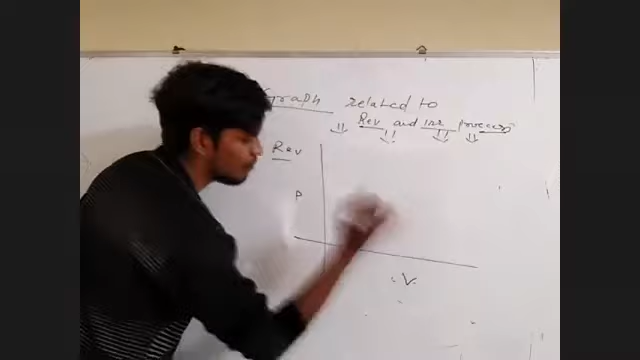 Graph related to
Rev and irr process
Rev
P
V